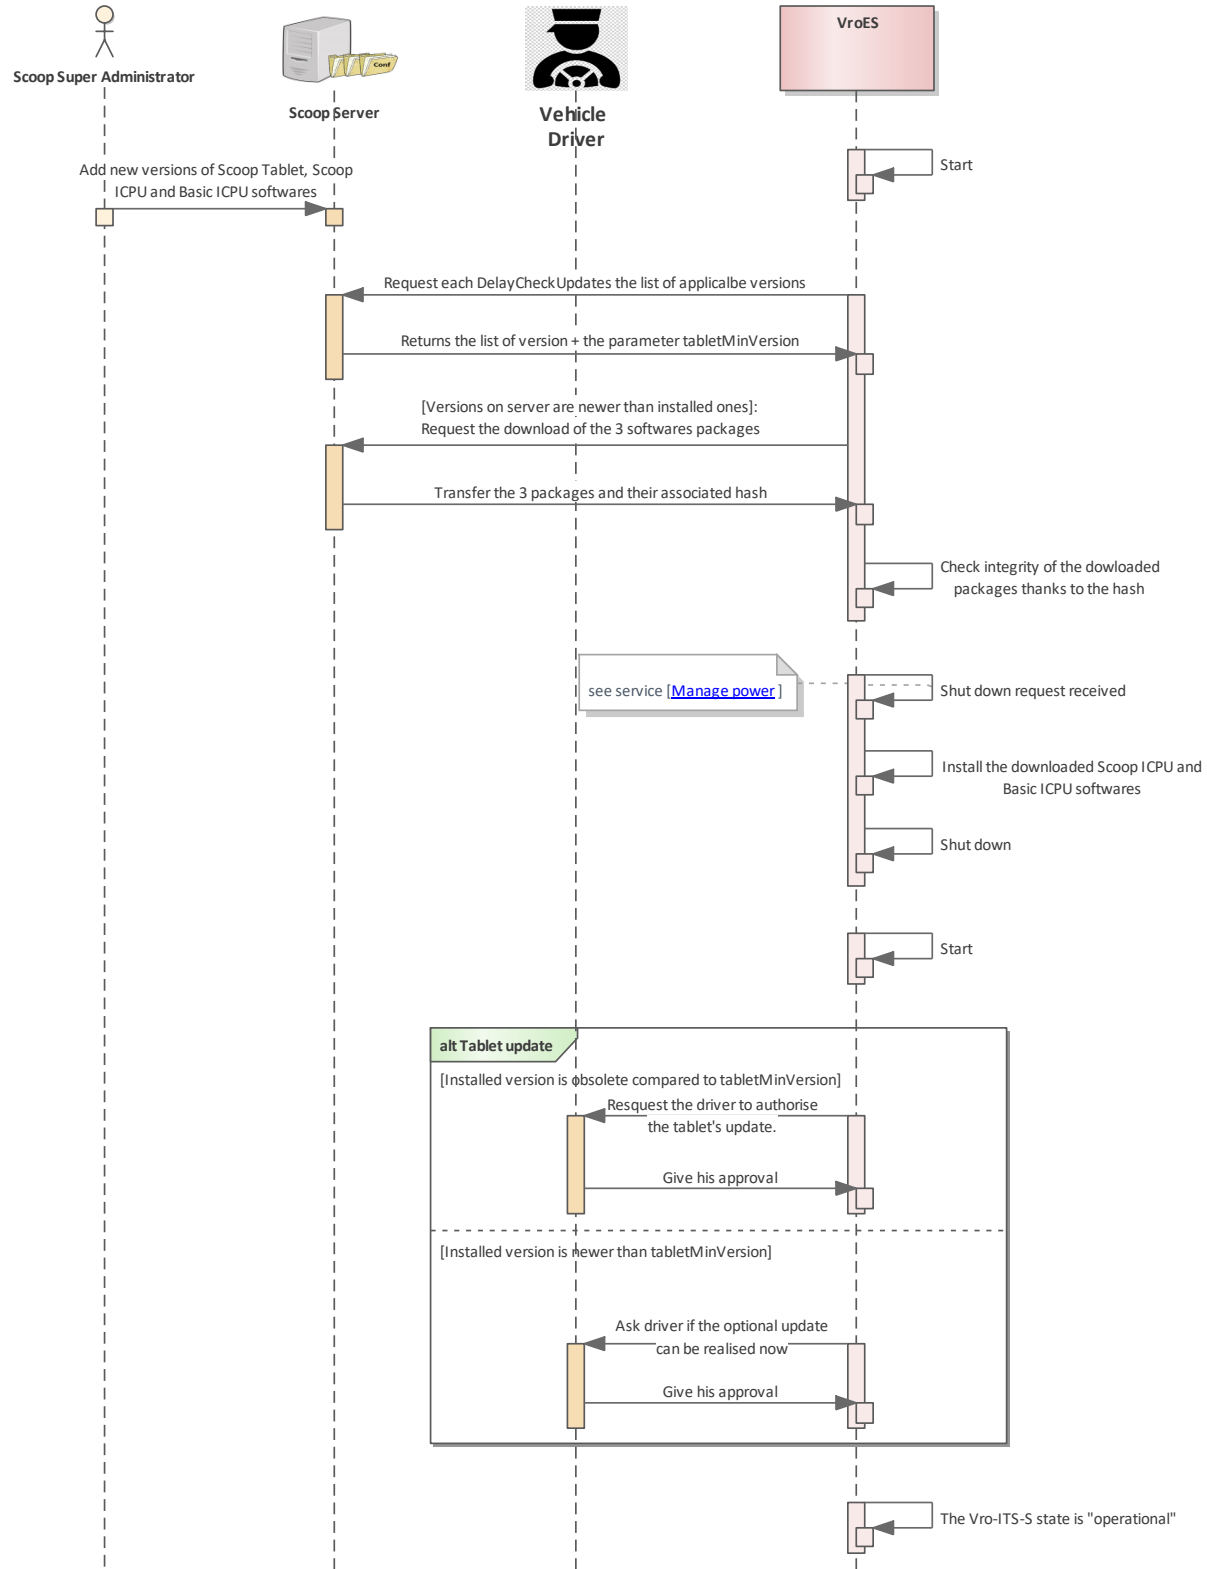 VroES
Conf
Scoop Super Administrator
Scoop Server
Vehicle
Driver
Add new versions of Scoop Tablet, Scoop
ICPU and Basic ICPU softwares
Start
Request each DelayCheckUpdates the list of applicalbe versions
Returns the list of version + the parameter tabletMinVersion
[Versions on server are newer than installed ones]:
Request the download of the 3 softwares packages
Transfer the 3 packages and their associated hash
Check integrity of the dowloaded
packages thanks to the hash
see service [Manage power ]
Shut down request received
Install the downloaded Scoop ICPU and
Basic ICPU softwares
Shut down
Start
alt Tablet update
[Installed version is obsolete compared to tabletMinVersion]
Resquest the driver to authorise
the tablet's update.
Give his approval
[Installed version is newer than tabletMinVersion]
Ask driver if the optional update
can be realised now
Give his approval
The Vro-ITS-S state is "operational"